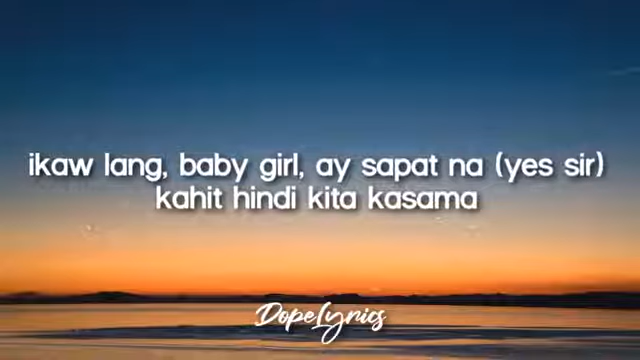 ikaw lang, baby girl, ay sapat na (yes sir)
kahit hindi kita kasama
DopeLyrics